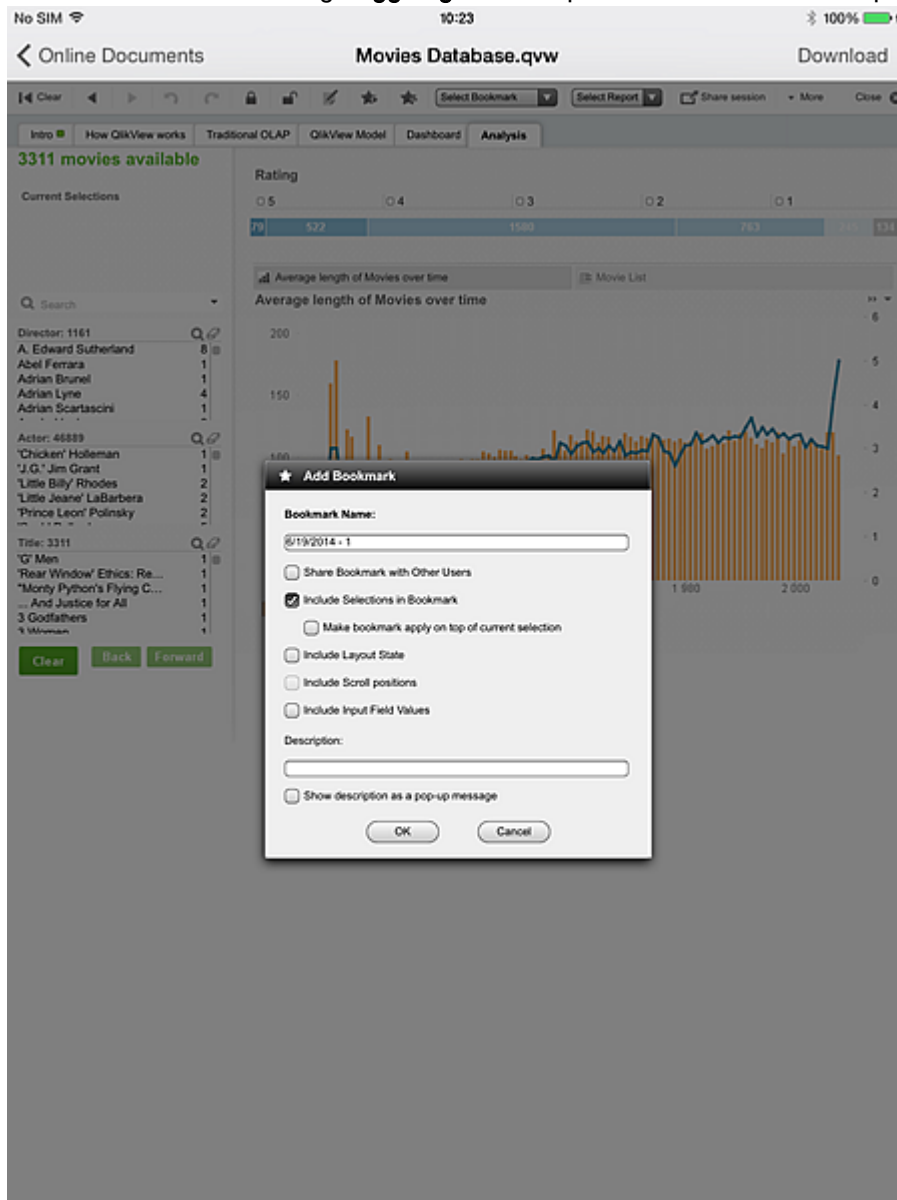 No SIM 10:23 100%
Online Documents Movies Database.qvw Download
Clear Select Bookmark Select Report Share session More Close
Intro How QlikView works Traditional OLAP QlikView Model Dashboard Analysis
3311 movies available
Current Selections
Rating
5 4 3 2 1
79 522 1580 763 134
Average length of Movies over time Movie List
Average length of Movies over time
Search
Director: 1161
A. Edward Sutherland 8
Abel Ferrara 1
Adrian Brunel 1
Adrian Lyne 4
Adrian Scartascini 1
Actor: 46889
'Chicken' Holleman 1
'J.G.' Jim Grant 1
'Little Billy' Rhodes 2
'Little Jeane' LaBarbera 2
'Prince Leon' Polinsky 2
Title: 3311
'G' Men 1
'Rear Window' Ethics: Re... 1
"Monty Python's Flying C... 1
... And Justice for All 1
3 Godfathers 1
3 Women 1
Clear Back Forward
200
150
100
6
5
4
3
2
1
0
1 980 2 000
Add Bookmark
Bookmark Name:
6/19/2014 - 1
Share Bookmark with Other Users
Include Selections in Bookmark
Make bookmark apply on top of current selection
Include Layout State
Include Scroll positions
Include Input Field Values
Description:
Show description as a pop-up message
OK Cancel